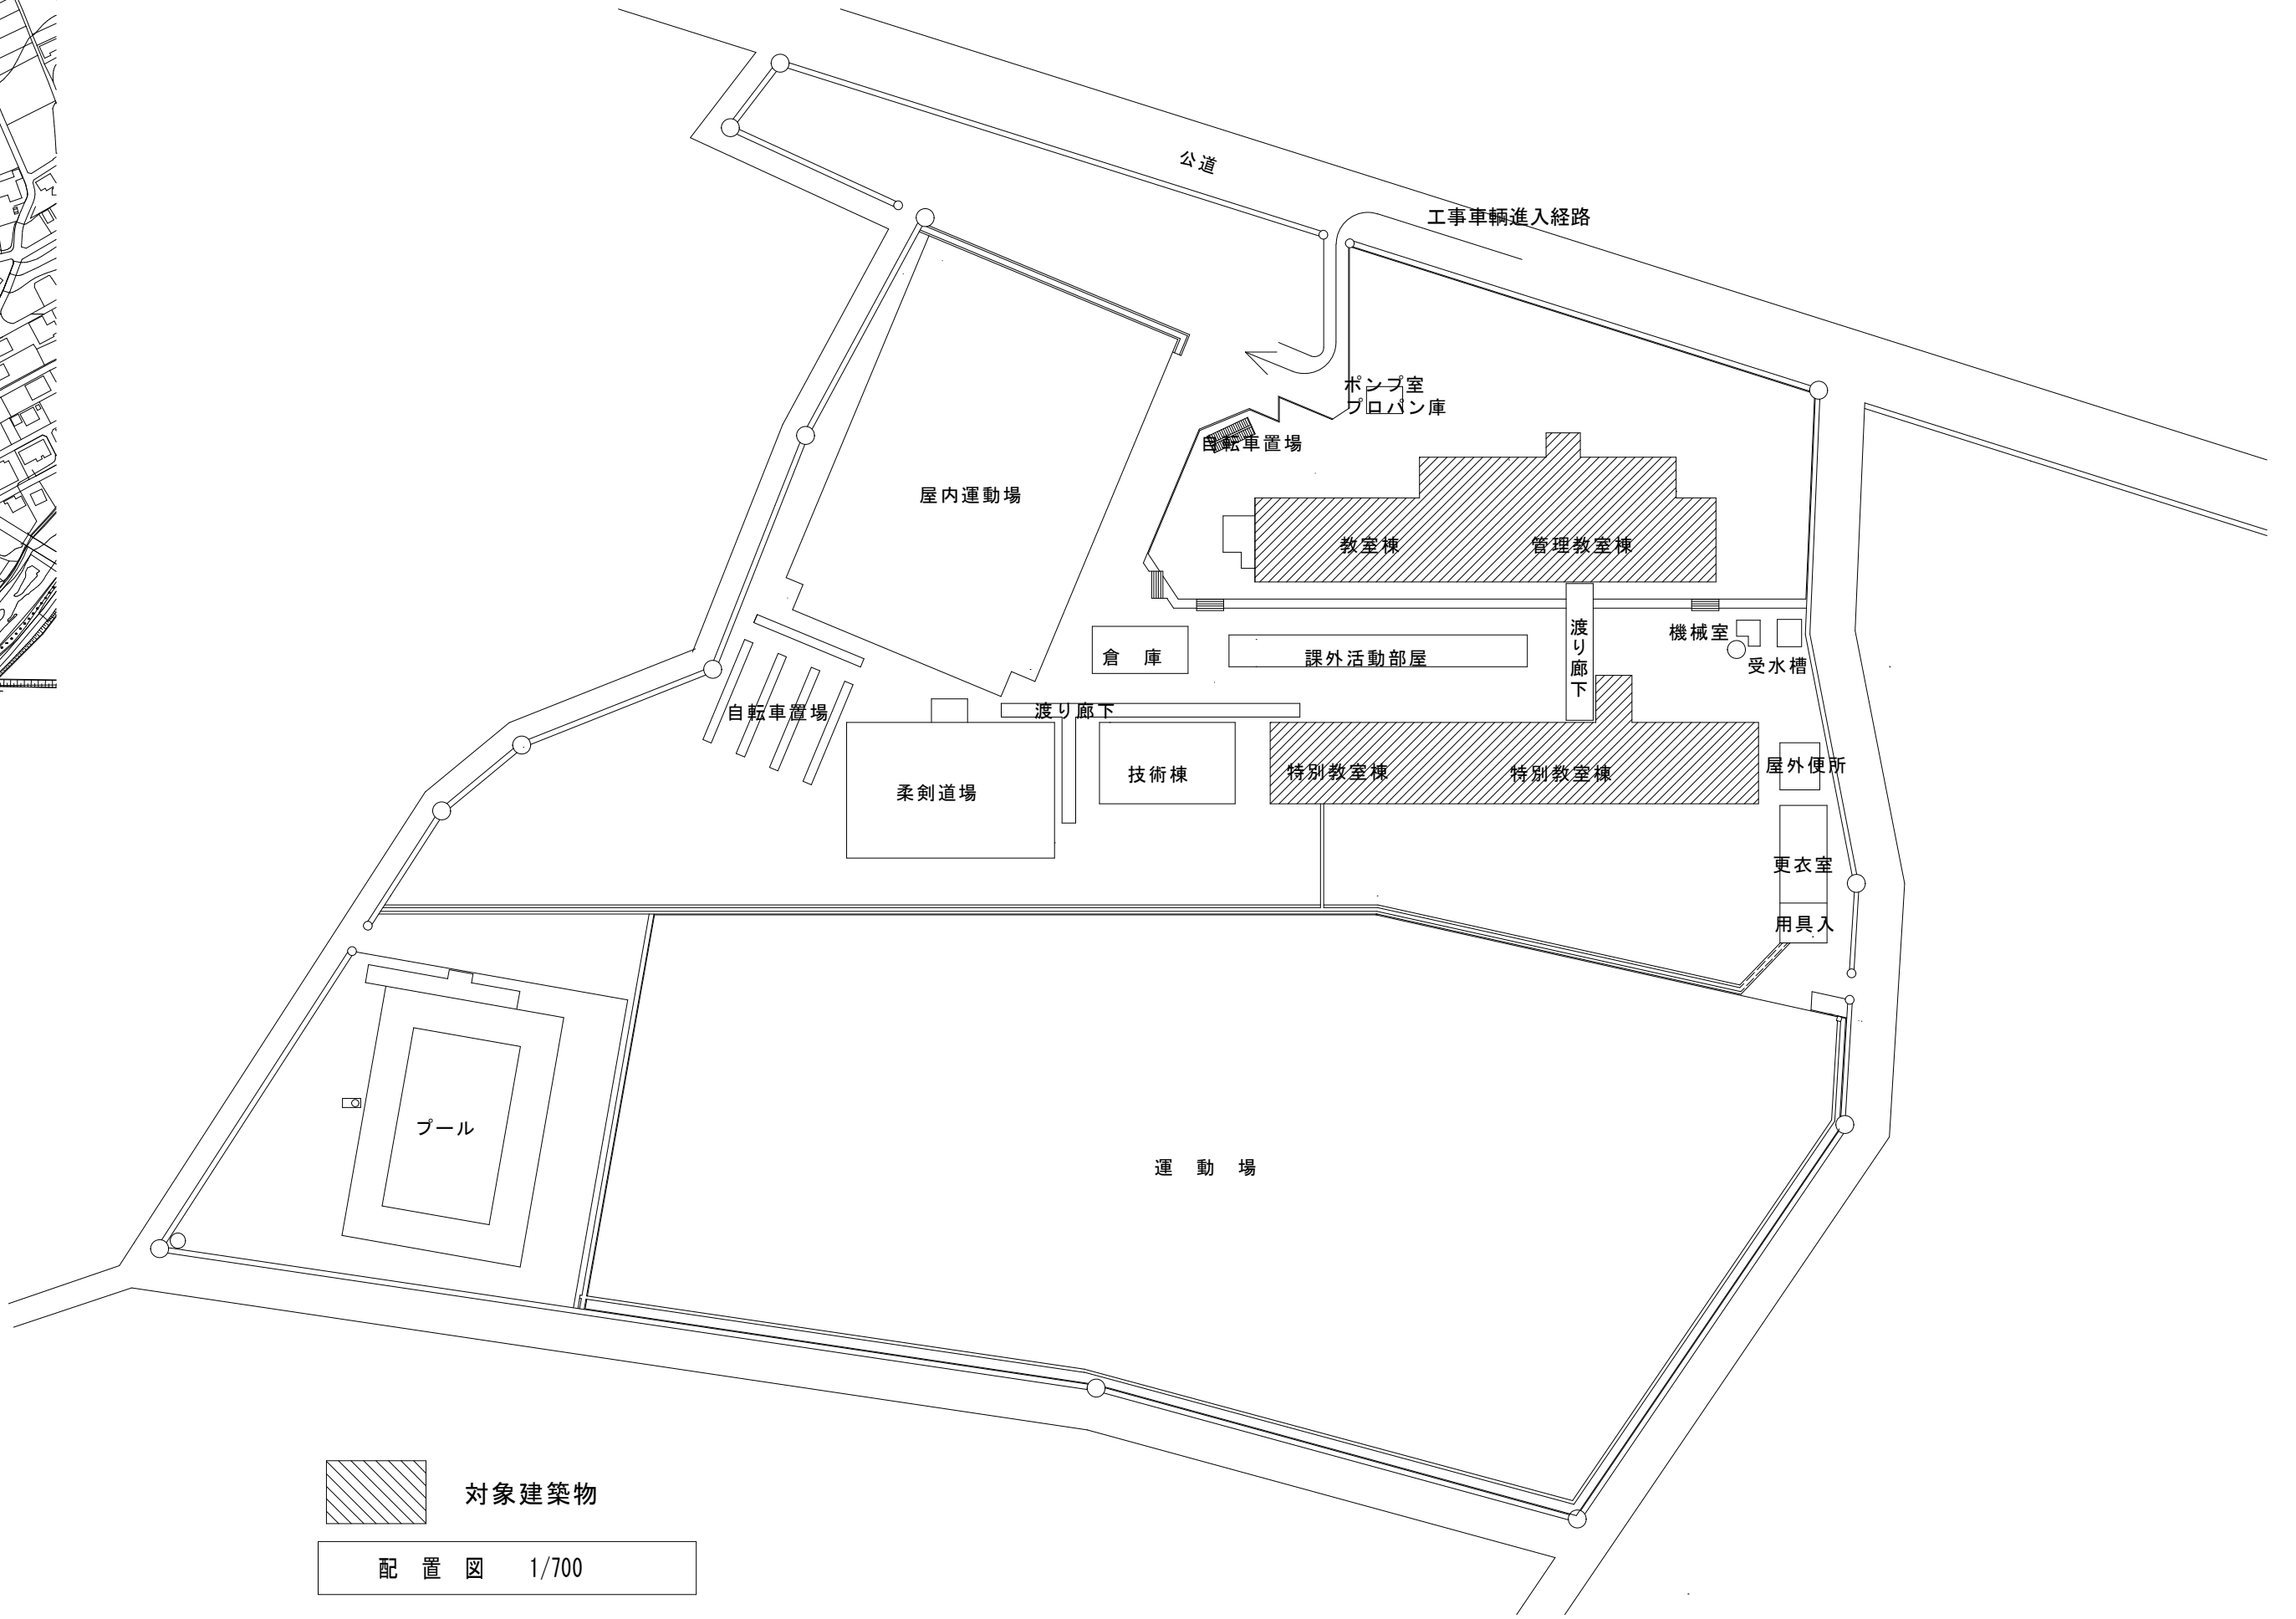 公道
工事車輌進入経路
ポンプ室
プロパン庫
自転車置場
屋内運動場
教室棟
管理教室棟
渡り廊下
機械室
受水槽
倉　庫
課外活動部屋
自転車置場
渡り廊下
柔剣道場
技術棟
特別教室棟
特別教室棟
屋外便所
更衣室
用具入
プール
運　動　場
対象建築物
配　置　図　　1/700